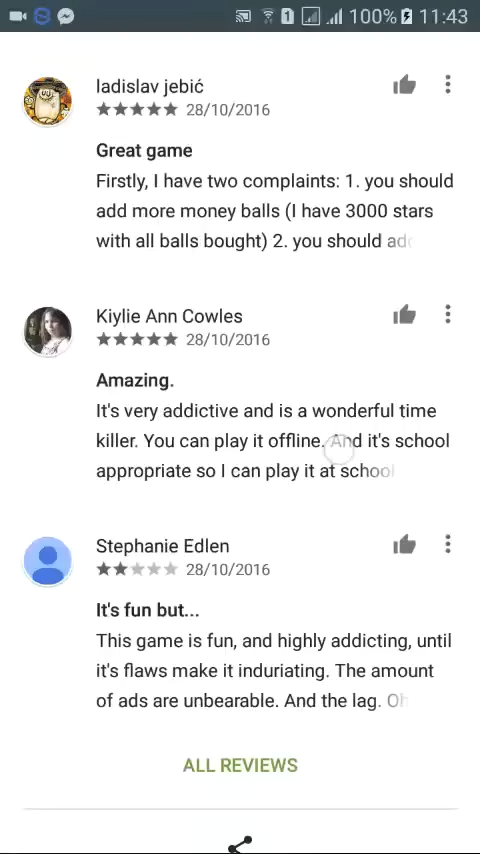 1 100% 11:43
ladislav jebić
28/10/2016
Great game
Firstly, I have two complaints: 1. you should
add more money balls (I have 3000 stars
with all balls bought) 2. you should
Kiylie Ann Cowles
28/10/2016
Amazing.
It's very addictive and is a wonderful time
killer. You can play it offline. And it's school
appropriate so I can play it at school
Stephanie Edlen
28/10/2016
It's fun but...
This game is fun, and highly addicting, until
it's flaws make it induriating. The amount
of ads are unbearable. And the lag. Oh
ALL REVIEWS